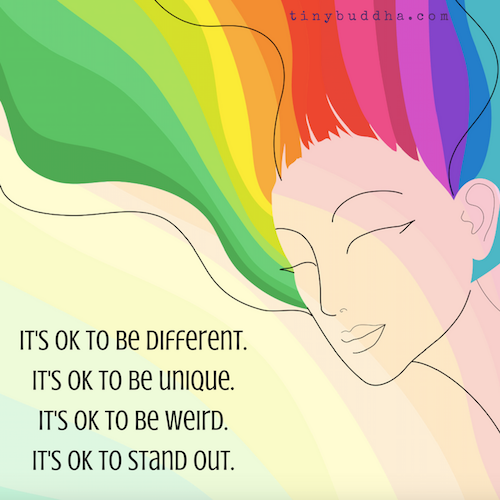 tinybuddha.com
It's ok to be different.
It's ok to be unique.
It's ok to be weird.
It's ok to stand out.